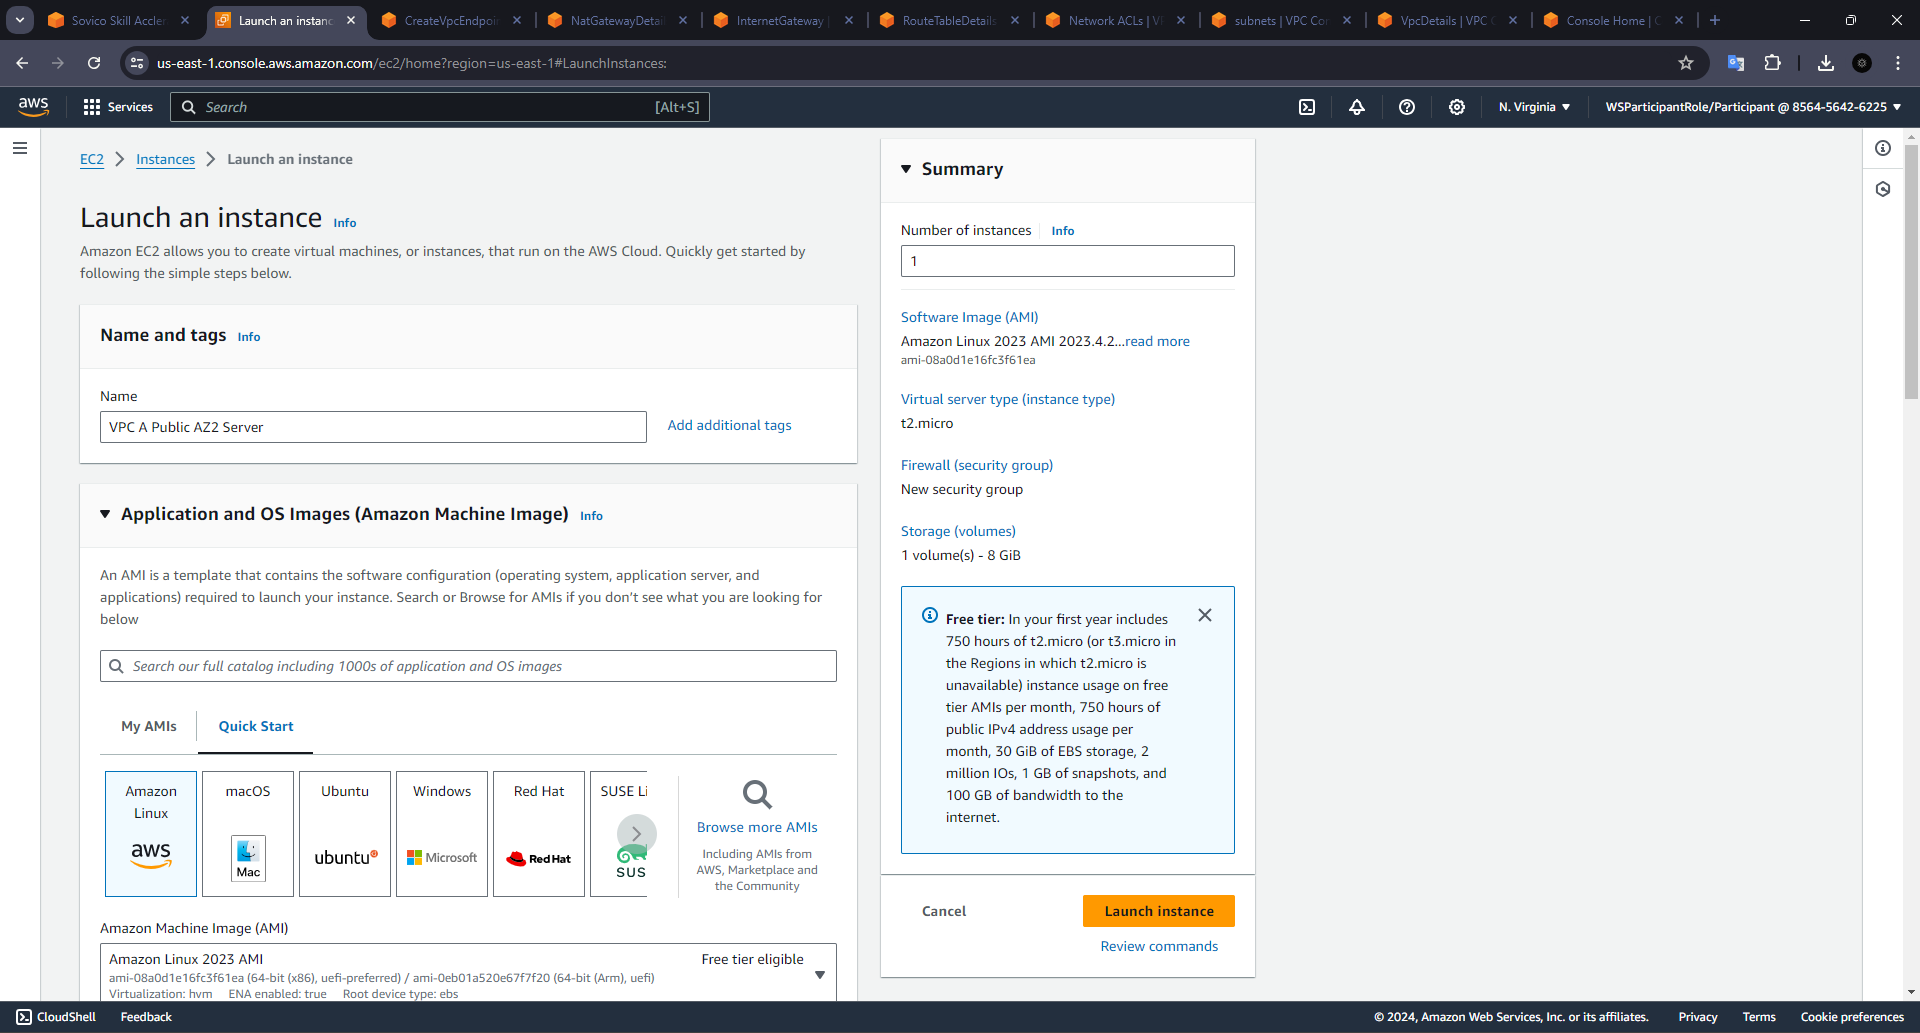 Sovico Skill Accler
Launch an instanc
CreateVpcEndpoin
NatGatewayDetail
InternetGateway |
RouteTableDetails
Network ACLs | VP
subnets | VPC Con
VpcDetails | VPC C
Console Home | C
us-east-1.console.aws.amazon.com/ec2/home?region=us-east-1#LaunchInstances:
aws
Services
Search
[Alt+S]
N. Virginia
WSParticipantRole/Participant @ 8564-5642-6225
EC2
Instances
Launch an instance
Launch an instance Info
Amazon EC2 allows you to create virtual machines, or instances, that run on the AWS Cloud. Quickly get started by
following the simple steps below.
Name and tags Info
Name
VPC A Public AZ2 Server
Add additional tags
Application and OS Images (Amazon Machine Image) Info
An AMI is a template that contains the software configuration (operating system, application server, and
applications) required to launch your instance. Search or Browse for AMIs if you don't see what you are looking for
below
Search our full catalog including 1000s of application and OS images
My AMIs
Quick Start
Amazon
Linux
aws
macOS
Mac
Ubuntu
ubuntu
Windows
Microsoft
Red Hat
Red Hat
SUSE Li
SUS
Browse more AMIs
Including AMIs from
AWS, Marketplace and
the Community
Amazon Machine Image (AMI)
Amazon Linux 2023 AMI
Free tier eligible
ami-08a0d1e16fc3f61ea (64-bit (x86), uefi-preferred) / ami-0eb01a520e67f7f20 (64-bit (Arm), uefi)
Virtualization: hvm ENA enabled: true Root device type: ebs
Summary
Number of instances Info
1
Software Image (AMI)
Amazon Linux 2023 AMI 2023.4.2...read more
ami-08a0d1e16fc3f61ea
Virtual server type (instance type)
t2.micro
Firewall (security group)
New security group
Storage (volumes)
1 volume(s) - 8 GiB
Free tier: In your first year includes
750 hours of t2.micro (or t3.micro in
the Regions in which t2.micro is
unavailable) instance usage on free
tier AMIs per month, 750 hours of
public IPv4 address usage per
month, 30 GiB of EBS storage, 2
million IOs, 1 GB of snapshots, and
100 GB of bandwidth to the
internet.
Cancel
Launch instance
Review commands
CloudShell
Feedback
© 2024, Amazon Web Services, Inc. or its affiliates.
Privacy
Terms
Cookie preferences